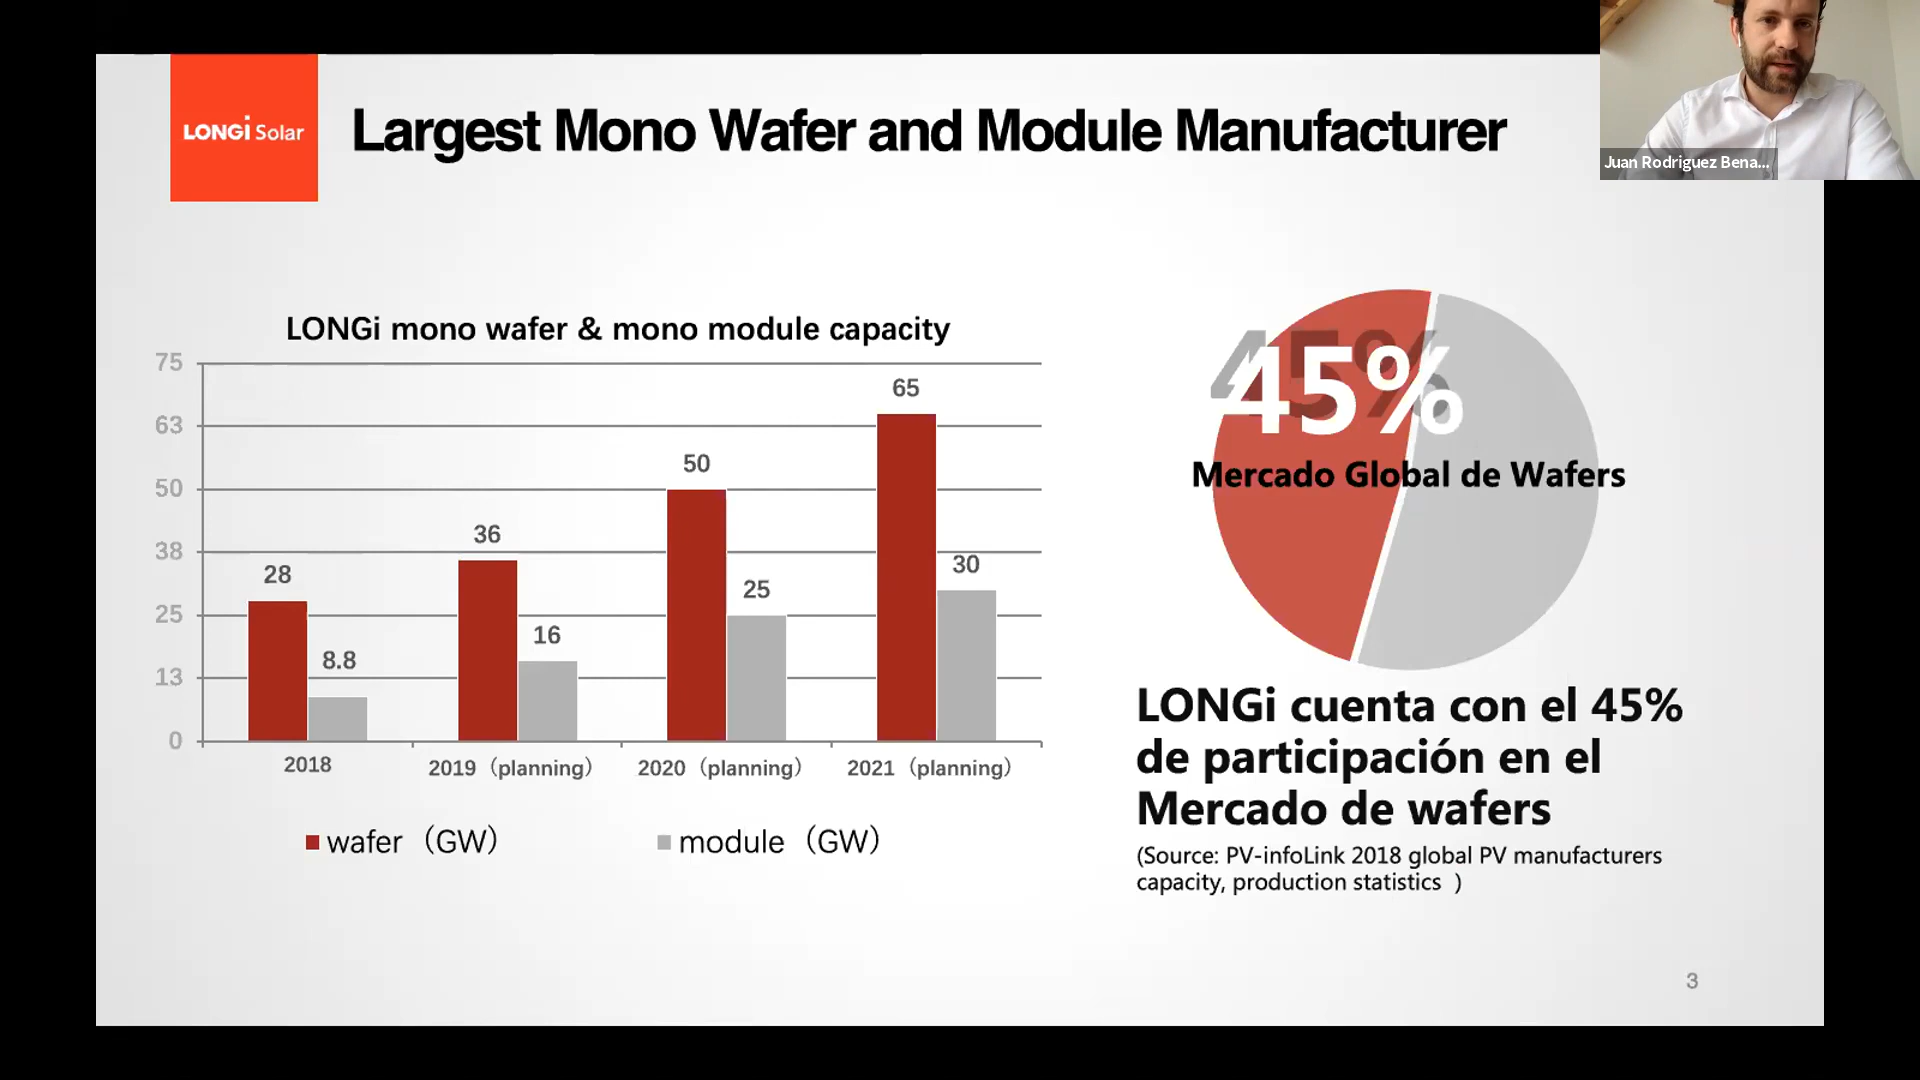 LONGi Solar
Largest Mono Wafer and Module Manufacturer
Juan Rodriguez Bena...
LONGi mono wafer & mono module capacity
75
63
50
38
25
13
0
28
8.8
36
16
50
25
65
30
2018
2019（planning）
2020（planning）
2021（planning）
wafer（GW）
module（GW）
45%
Mercado Global de Wafers
LONGi cuenta con el 45%
de participación en el
Mercado de wafers
(Source: PV-infoLink 2018 global PV manufacturers
capacity, production statistics ）
3